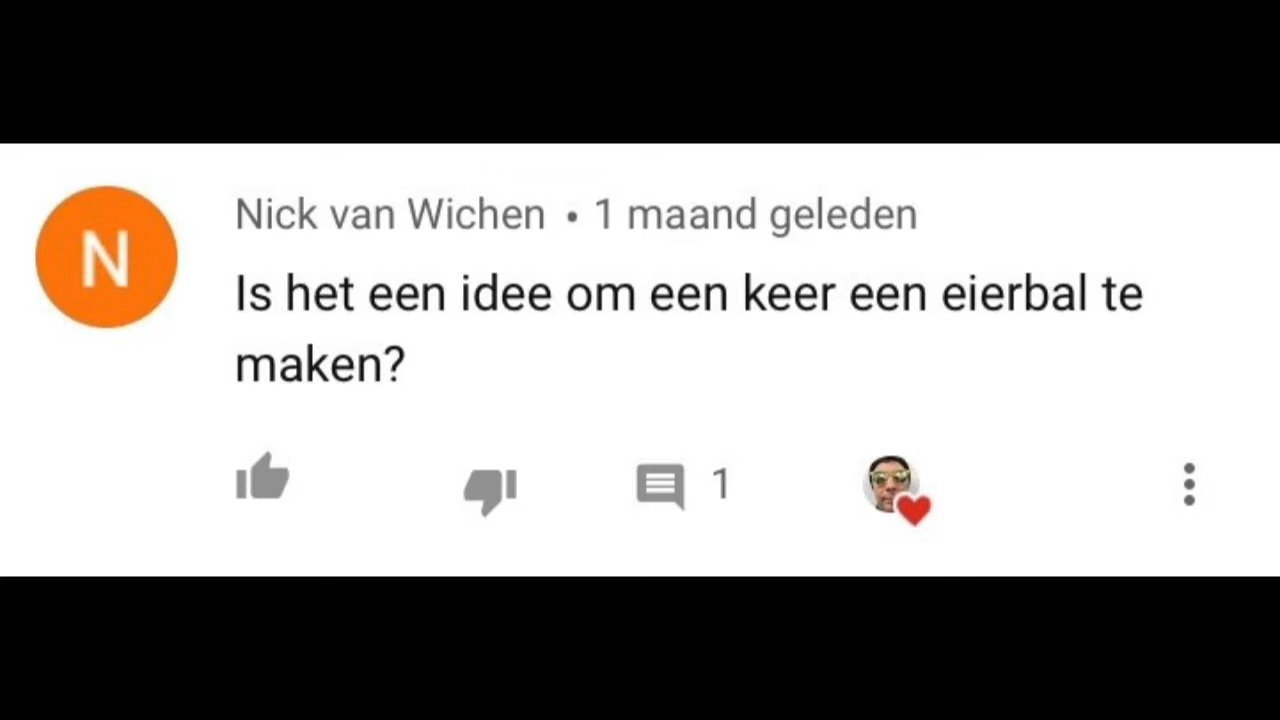 N
Nick van Wichen • 1 maand geleden
Is het een idee om een keer een eierbal te
maken?
1